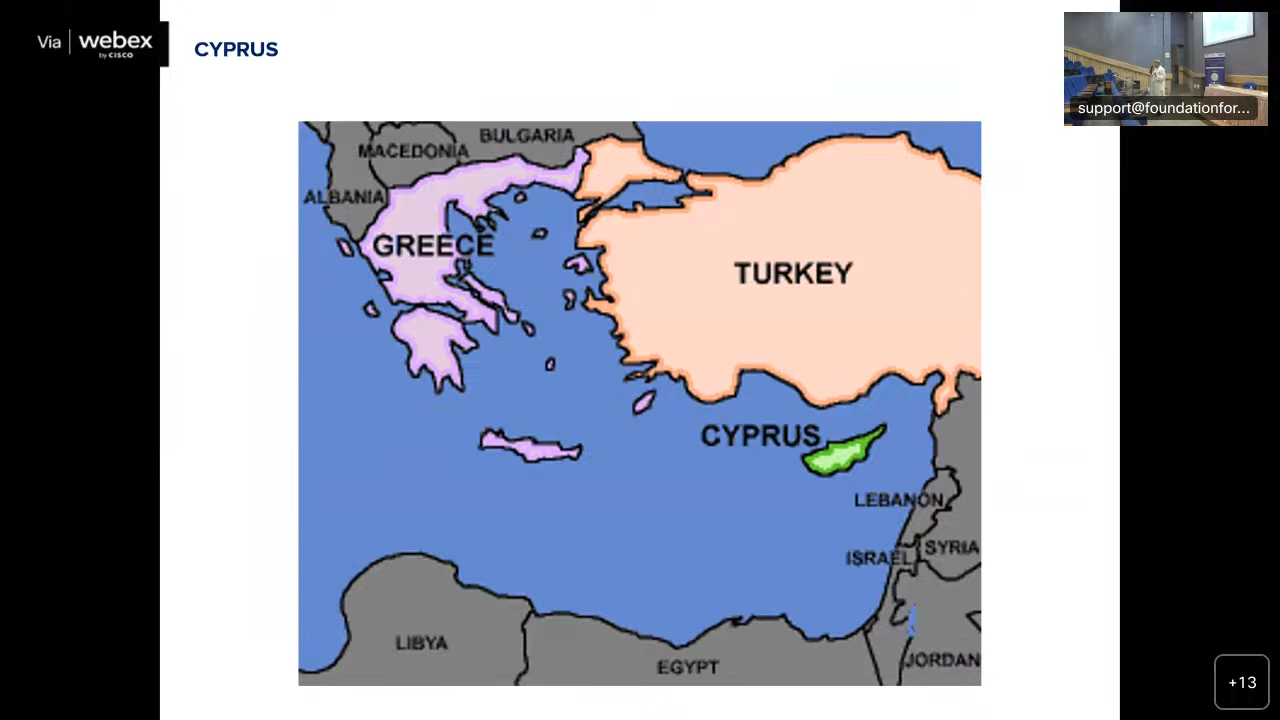 Via webex
by CISCO
CYPRUS
support@foundationfor...
BULGARIA
MACEDONIA
ALBANIA
GREECE
TURKEY
CYPRUS
LEBANON
SYRIA
ISRAEL
LIBYA
EGYPT
JORDAN
+13